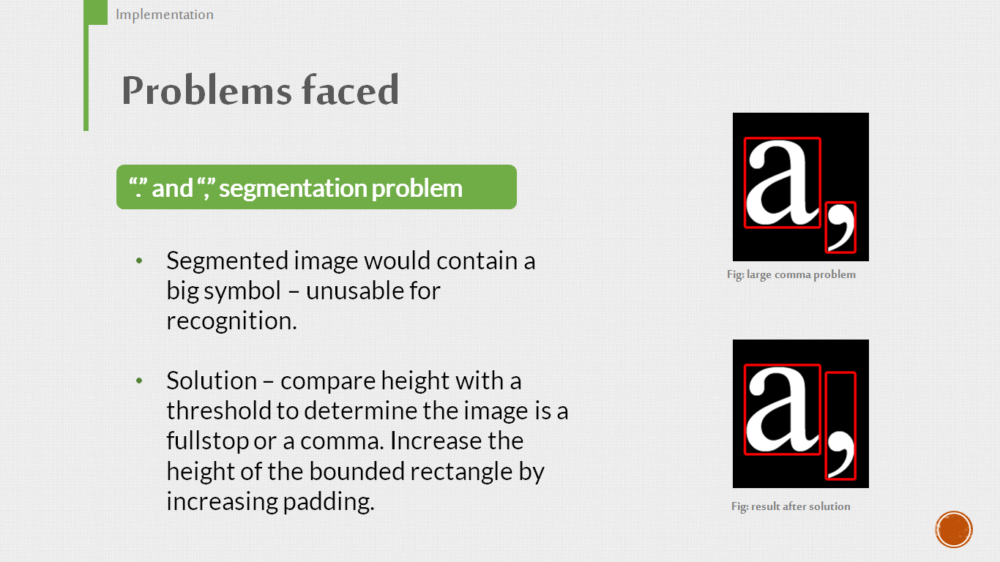 Implementation
Problems faced
“.” and “,” segmentation problem
• Segmented image would contain a
big symbol – unusable for
recognition.
• Solution – compare height with a
threshold to determine the image is a
fullstop or a comma. Increase the
height of the bounded rectangle by
increasing padding.
a,
Fig: large comma problem
a,
Fig: result after solution